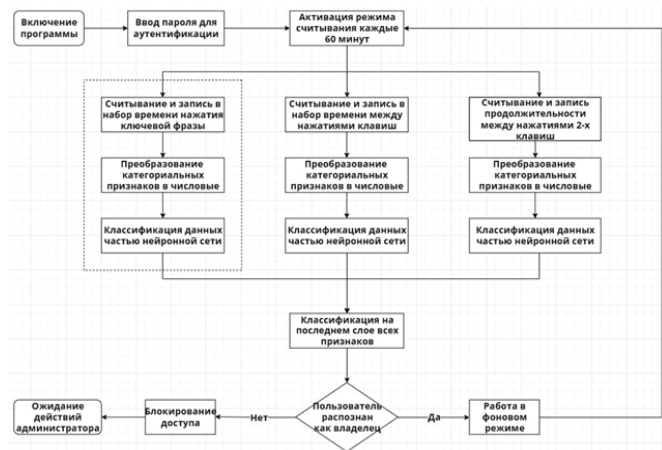 Включение
программы
Ввод пароля для
аутентификации
Активация режима
считывания каждые
60 минут
Считывание и запись в
набор времени нажатия
ключевой фразы
Считывание и запись в
набор времени между
нажатиями клавиш
Считывание и запись
продолжительности
между нажатиями 2-х
клавиш
Преобразование
категориальных
признаков в числовые
Преобразование
категориальных
признаков в числовые
Преобразование
категориальных
признаков в числовые
Классификация данных
частью нейронной сети
Классификация данных
частью нейронной сети
Классификация данных
частью нейронной сети
Классификация на
последнем слое всех
признаков
Ожидание
действий
администратора
Блокирование
доступа
Нет
Пользователь
распознан
как владелец
Да
Работа в
фоновом
режиме